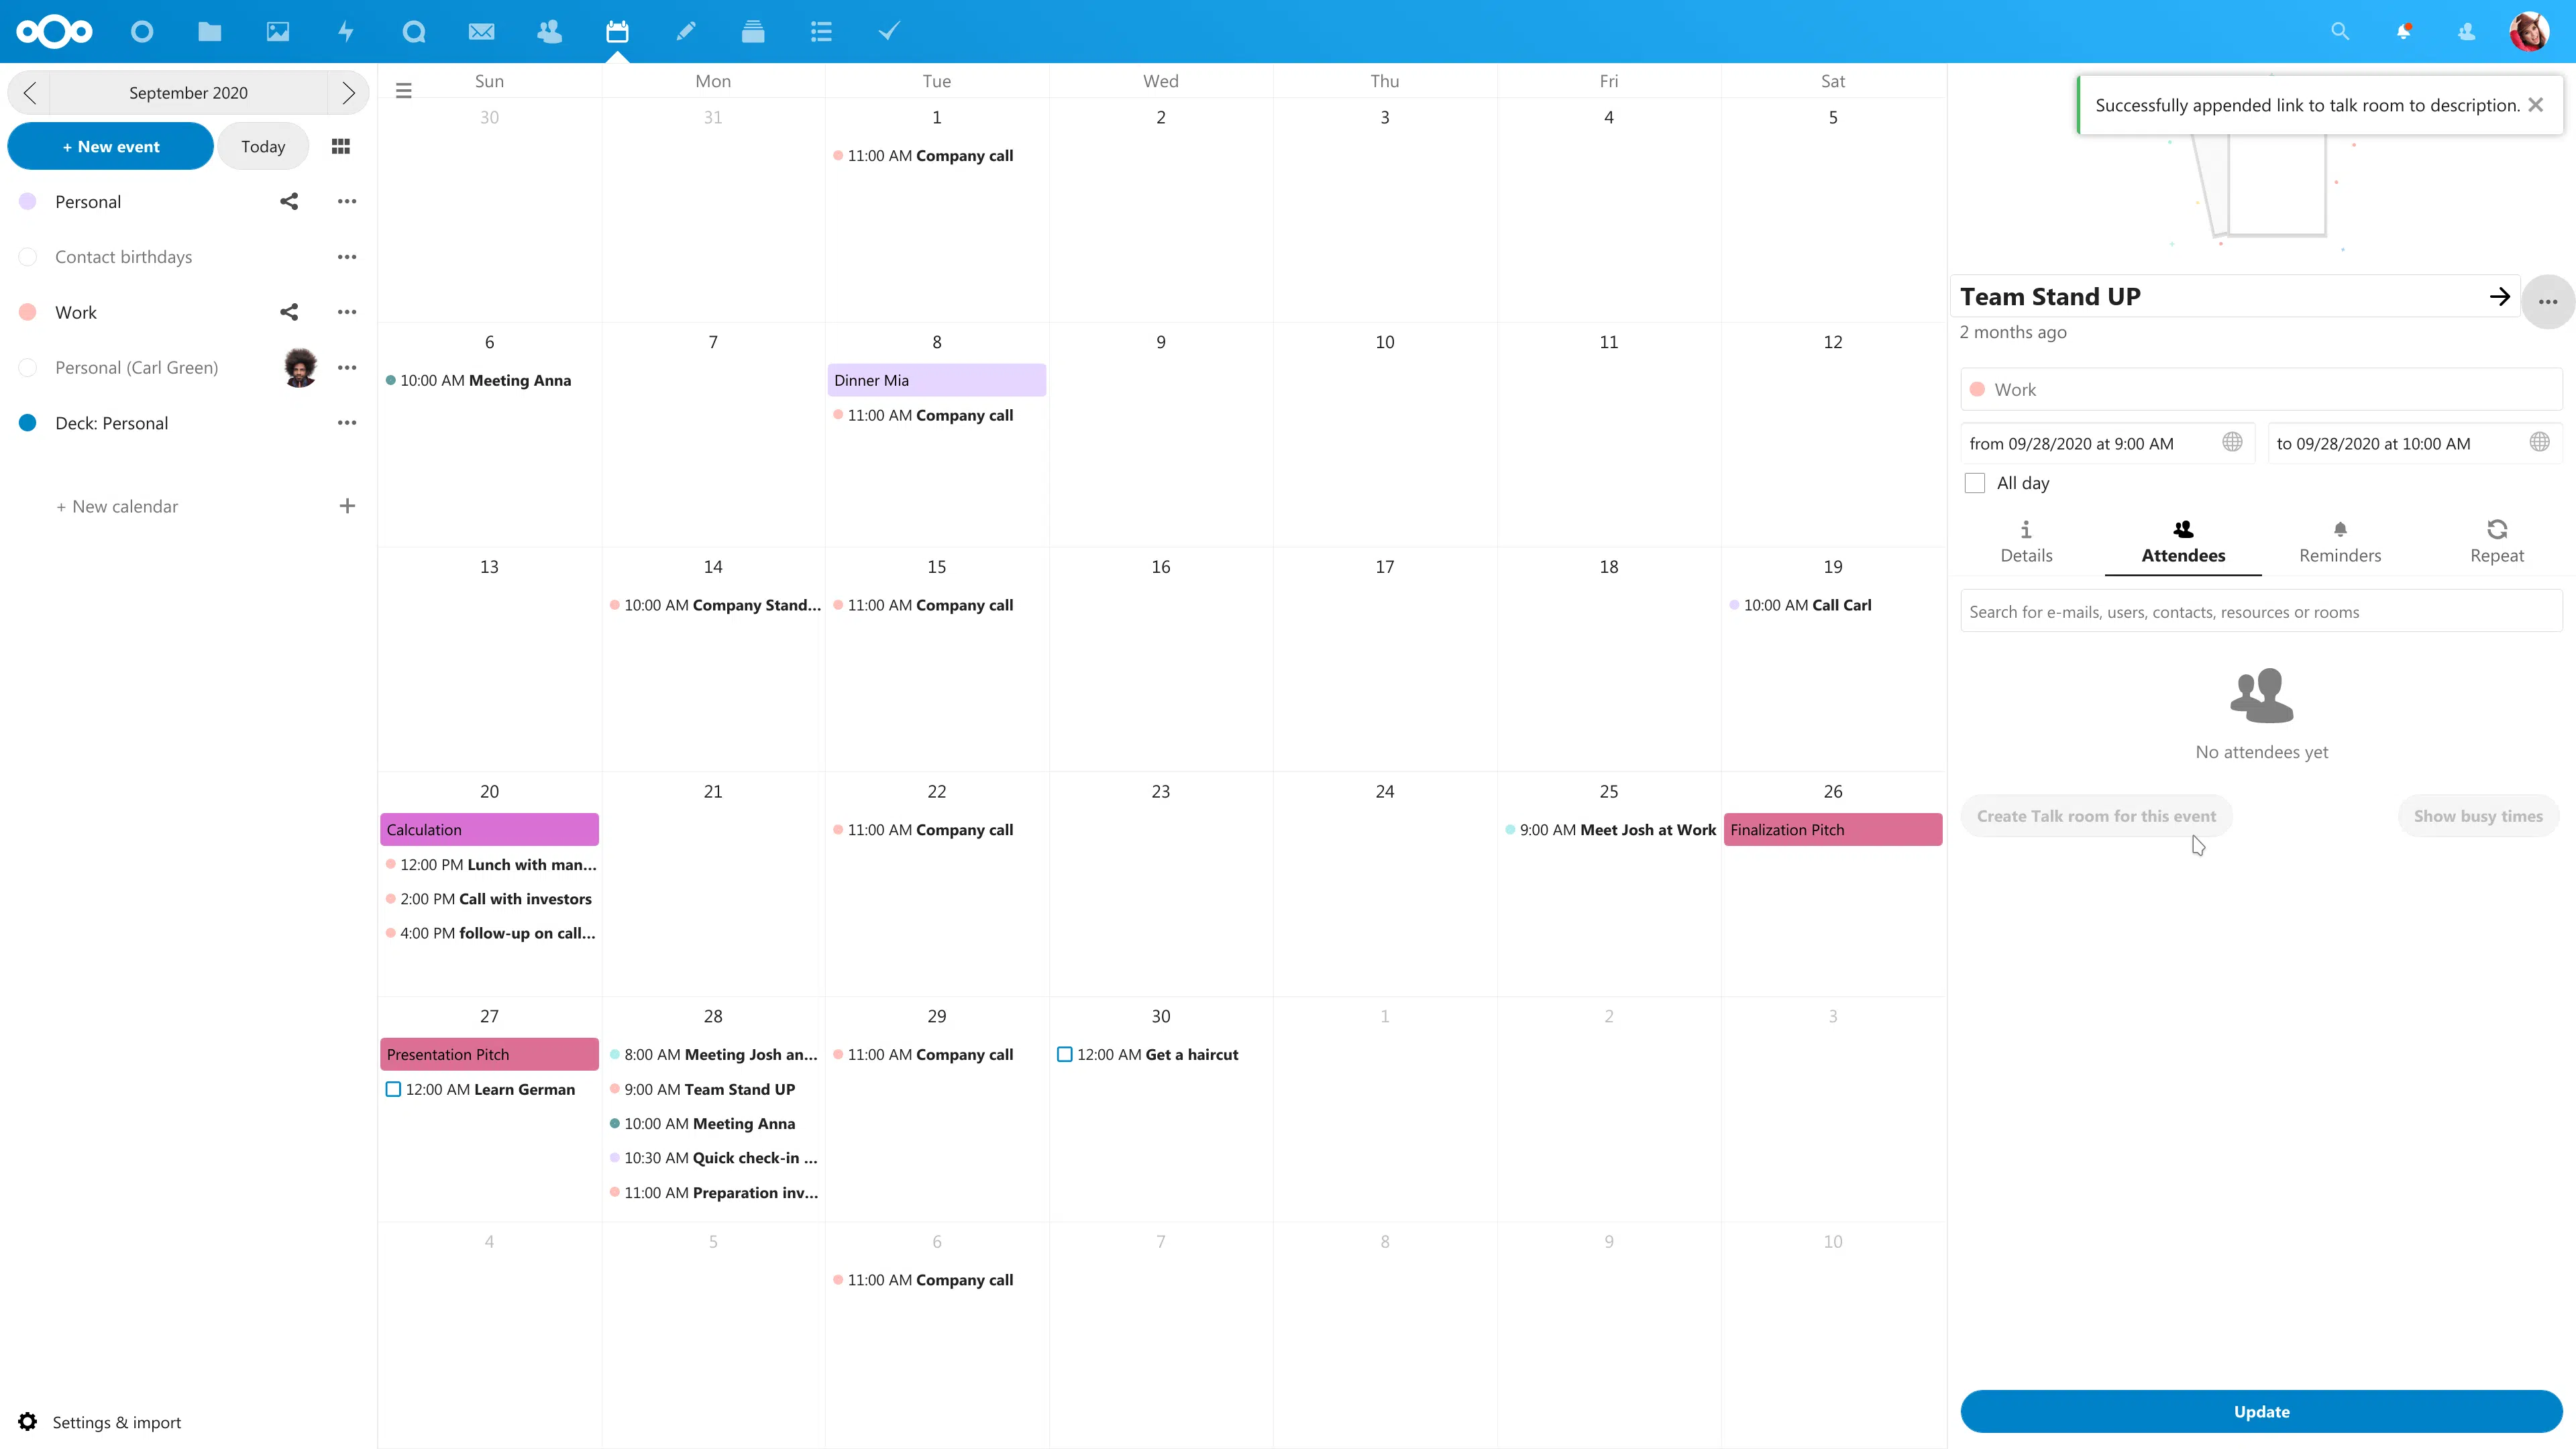 September 2020
+ New event
Today
Personal
Contact birthdays
Work
Personal (Carl Green)
Deck: Personal
+ New calendar
Settings & import
Sun Mon Tue Wed Thu Fri Sat
30 31 1 2 3 4 5
11:00 AM Company call
6 7 8 9 10 11 12
10:00 AM Meeting Anna
Dinner Mia
11:00 AM Company call
13 14 15 16 17 18 19
10:00 AM Company Stand...
11:00 AM Company call
10:00 AM Call Carl
20 21 22 23 24 25 26
Calculation
12:00 PM Lunch with man...
2:00 PM Call with investors
4:00 PM follow-up on call...
11:00 AM Company call
9:00 AM Meet Josh at Work
Finalization Pitch
27 28 29 30 1 2 3
Presentation Pitch
12:00 AM Learn German
8:00 AM Meeting Josh an...
9:00 AM Team Stand UP
10:00 AM Meeting Anna
10:30 AM Quick check-in ...
11:00 AM Preparation inv...
11:00 AM Company call
12:00 AM Get a haircut
4 5 6 7 8 9 10
11:00 AM Company call
Successfully appended link to talk room to description.
Team Stand UP
2 months ago
Work
from 09/28/2020 at 9:00 AM
to 09/28/2020 at 10:00 AM
All day
Details
Attendees
Reminders
Repeat
Search for e-mails, users, contacts, resources or rooms
No attendees yet
Create Talk room for this event
Show busy times
Update